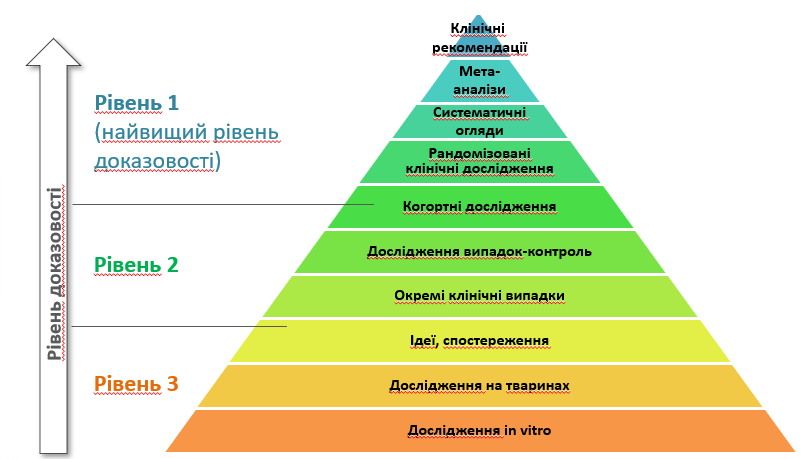 Клінічні
рекомендації
Мета-
аналізи
Рівень 1
(найвищий рівень
доказовості)
Систематичні
огляди
Рандомізовані
клінічні дослідження
Когортні дослідження
Рівень 2
Дослідження випадок-контроль
Окремі клінічні випадки
Ідеї, спостереження
Рівень 3
Дослідження на тваринах
Дослідження in vitro
Рівень доказовості